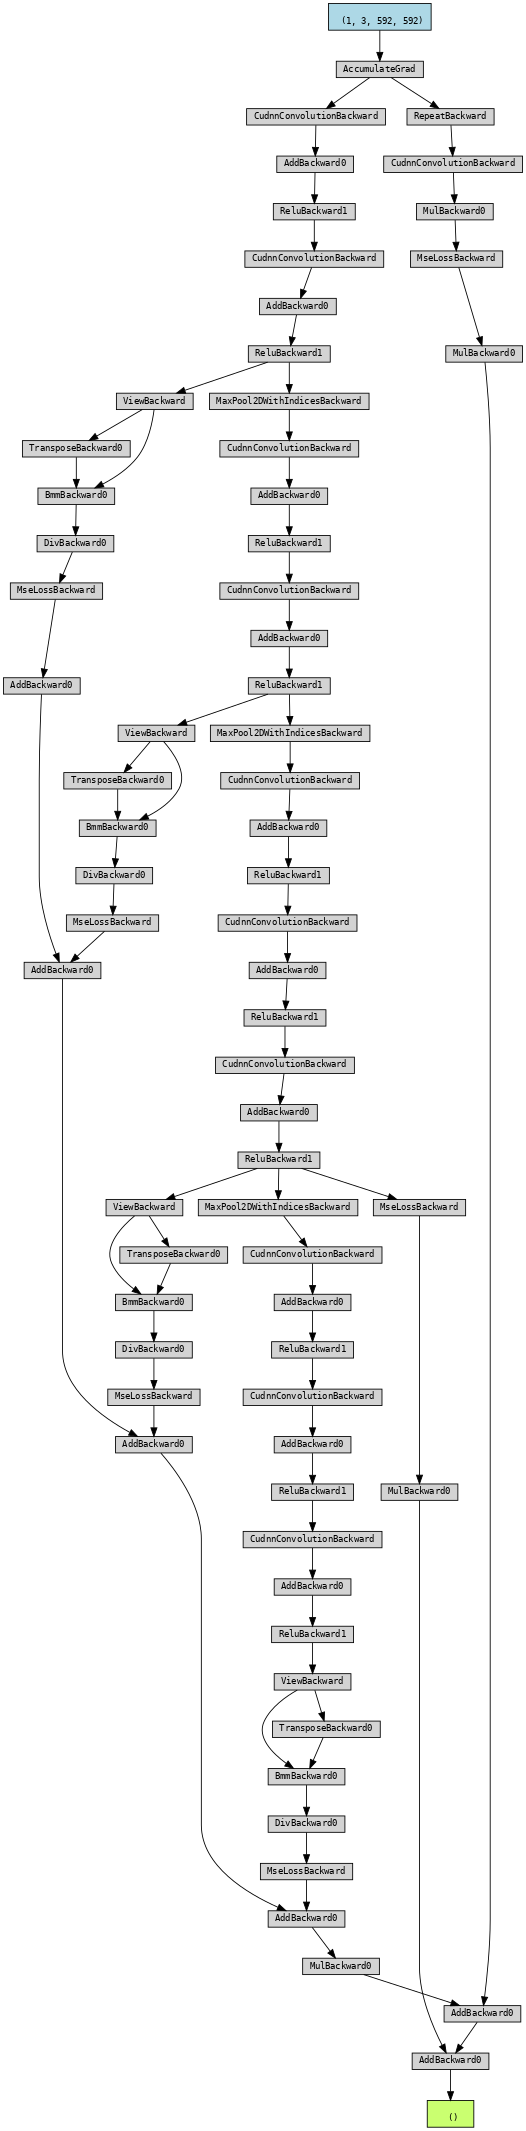 (1, 3, 592, 592)
AccumulateGrad
CudnnConvolutionBackward
RepeatBackward
AddBackward0
CudnnConvolutionBackward
ReluBackward1
MulBackward0
CudnnConvolutionBackward
MseLossBackward
AddBackward0
ReluBackward1
MulBackward0
ViewBackward
MaxPool2DWithIndicesBackward
TransposeBackward0
CudnnConvolutionBackward
BmmBackward0
AddBackward0
DivBackward0
ReluBackward1
MseLossBackward
CudnnConvolutionBackward
AddBackward0
AddBackward0
ReluBackward1
ViewBackward
MaxPool2DWithIndicesBackward
TransposeBackward0
CudnnConvolutionBackward
BmmBackward0
AddBackward0
DivBackward0
ReluBackward1
MseLossBackward
CudnnConvolutionBackward
AddBackward0
AddBackward0
ReluBackward1
CudnnConvolutionBackward
AddBackward0
ReluBackward1
ViewBackward
MaxPool2DWithIndicesBackward
MseLossBackward
TransposeBackward0
CudnnConvolutionBackward
BmmBackward0
AddBackward0
DivBackward0
ReluBackward1
MseLossBackward
CudnnConvolutionBackward
AddBackward0
AddBackward0
ReluBackward1
MulBackward0
CudnnConvolutionBackward
AddBackward0
ReluBackward1
ViewBackward
TransposeBackward0
BmmBackward0
DivBackward0
MseLossBackward
AddBackward0
MulBackward0
AddBackward0
AddBackward0
()